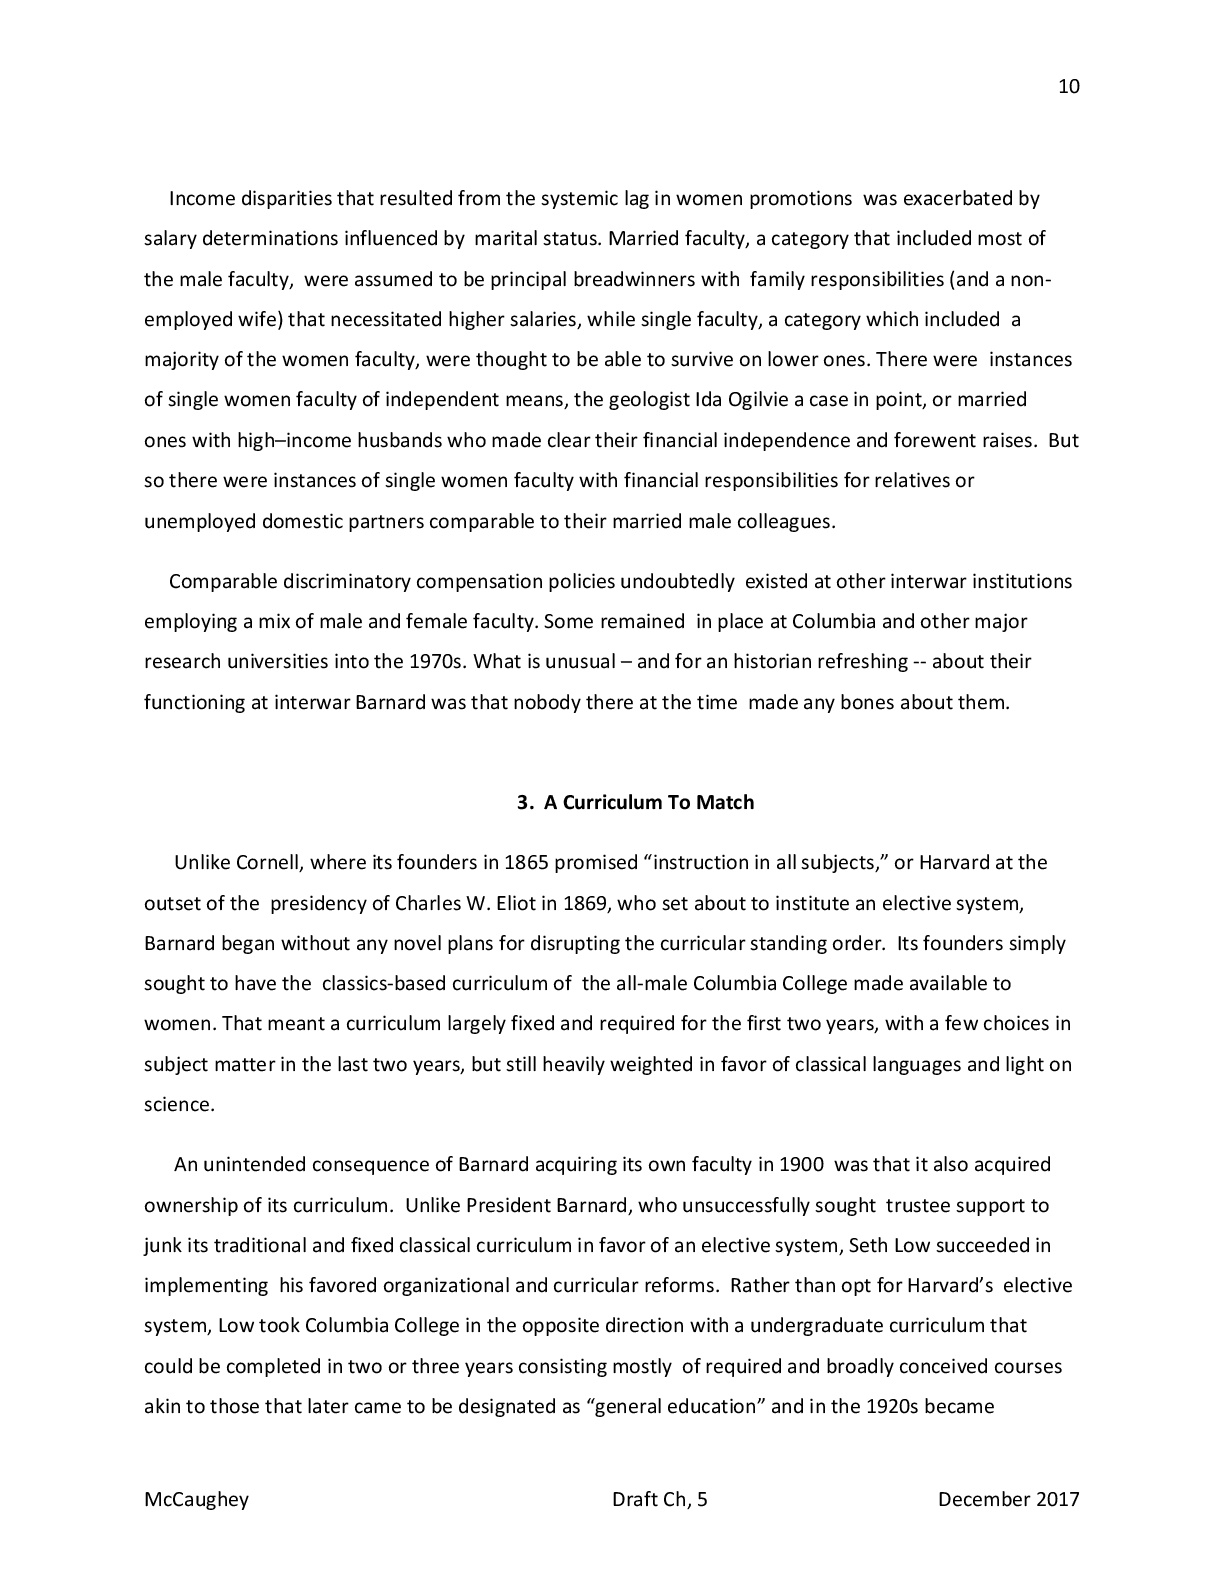 10
Income disparities that resulted from the systemic lag in women promotions  was exacerbated by
salary determinations influenced by  marital status. Married faculty, a category that included most of
the male faculty,  were assumed to be principal breadwinners with  family responsibilities (and a non-
employed wife) that necessitated higher salaries, while single faculty, a category which included  a
majority of the women faculty, were thought to be able to survive on lower ones. There were  instances
of single women faculty of independent means, the geologist Ida Ogilvie a case in point, or married
ones with high–income husbands who made clear their financial independence and forewent raises.  But
so there were instances of single women faculty with financial responsibilities for relatives or
unemployed domestic partners comparable to their married male colleagues.
Comparable discriminatory compensation policies undoubtedly  existed at other interwar institutions
employing a mix of male and female faculty. Some remained  in place at Columbia and other major
research universities into the 1970s. What is unusual – and for an historian refreshing -- about their
functioning at interwar Barnard was that nobody there at the time  made any bones about them.
3.  A Curriculum To Match
Unlike Cornell, where its founders in 1865 promised “instruction in all subjects,” or Harvard at the
outset of the  presidency of Charles W. Eliot in 1869, who set about to institute an elective system,
Barnard began without any novel plans for disrupting the curricular standing order.  Its founders simply
sought to have the  classics-based curriculum of  the all-male Columbia College made available to
women. That meant a curriculum largely fixed and required for the first two years, with a few choices in
subject matter in the last two years, but still heavily weighted in favor of classical languages and light on
science.
An unintended consequence of Barnard acquiring its own faculty in 1900  was that it also acquired
ownership of its curriculum.  Unlike President Barnard, who unsuccessfully sought  trustee support to
junk its traditional and fixed classical curriculum in favor of an elective system, Seth Low succeeded in
implementing  his favored organizational and curricular reforms.  Rather than opt for Harvard’s  elective
system, Low took Columbia College in the opposite direction with a undergraduate curriculum that
could be completed in two or three years consisting mostly  of required and broadly conceived courses
akin to those that later came to be designated as “general education” and in the 1920s became
McCaughey Draft Ch, 5 December 2017